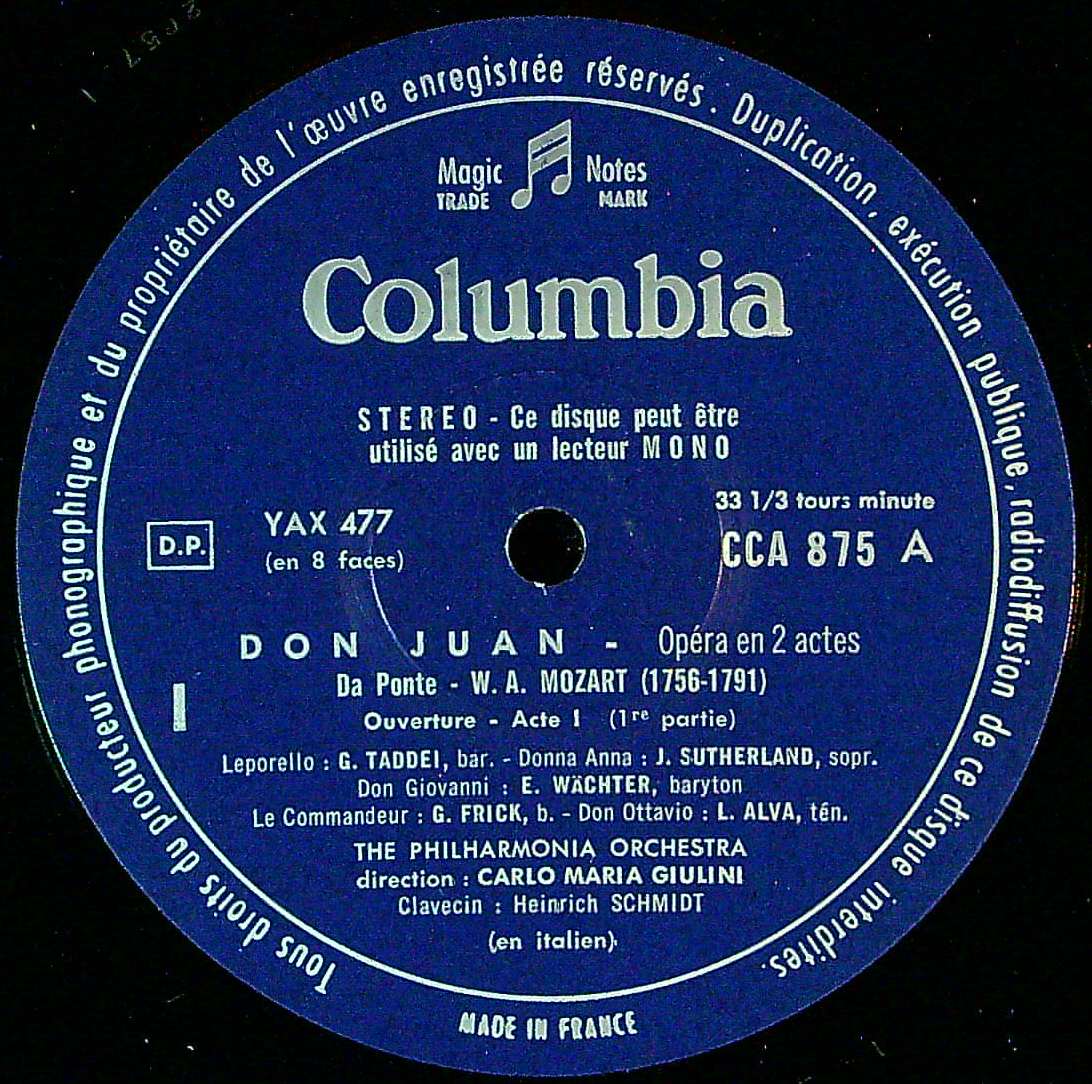 Tous droits du producteur phonographique et du propriétaire de l'œuvre enregistrée réservés. Duplication, exécution publique, radiodiffusion de ce disque interdites.
Magic Notes
TRADE MARK
Columbia
STEREO - Ce disque peut être
utilisé avec un lecteur MONO
33 1/3 tours minute
YAX 477
D.P.
(en 8 faces)
CCA 875 A
DON JUAN - Opéra en 2 actes
Da Ponte - W. A. MOZART (1756-1791)
I
Ouverture - Acte I (1re partie)
Leporello : G. TADDEI, bar. - Donna Anna : J. SUTHERLAND, sopr.
Don Giovanni : E. WÄCHTER, baryton
Le Commandeur : G. FRICK, b. - Don Ottavio : L. ALVA, tén.
THE PHILHARMONIA ORCHESTRA
direction : CARLO MARIA GIULINI
Clavecin : Heinrich SCHMIDT
(en italien)
MADE IN FRANCE